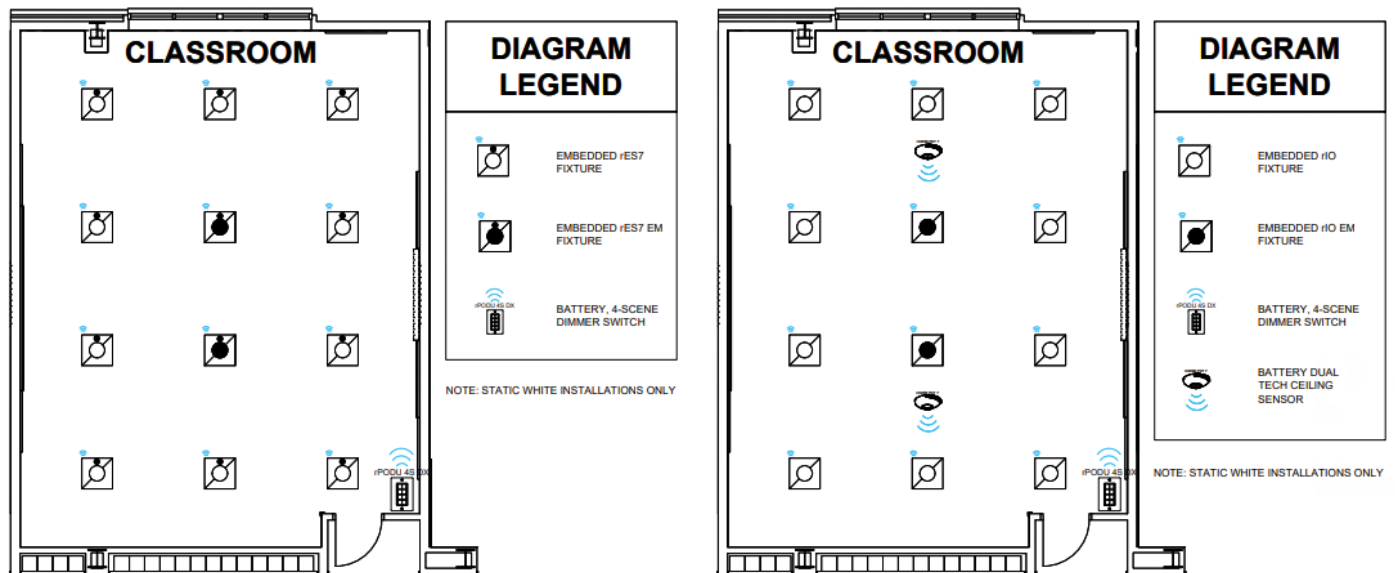 CLASSROOM
rPODU 4S DX
DIAGRAM
LEGEND
EMBEDDED rES7
FIXTURE
EMBEDDED rES7 EM
FIXTURE
rPODU 4S DX
BATTERY, 4-SCENE
DIMMER SWITCH
NOTE: STATIC WHITE INSTALLATIONS ONLY
CLASSROOM
rPODU 4S DX
DIAGRAM
LEGEND
EMBEDDED rIO
FIXTURE
EMBEDDED rIO EM
FIXTURE
rPODU 4S DX
BATTERY, 4-SCENE
DIMMER SWITCH
BATTERY DUAL
TECH CEILING
SENSOR
NOTE: STATIC WHITE INSTALLATIONS ONLY